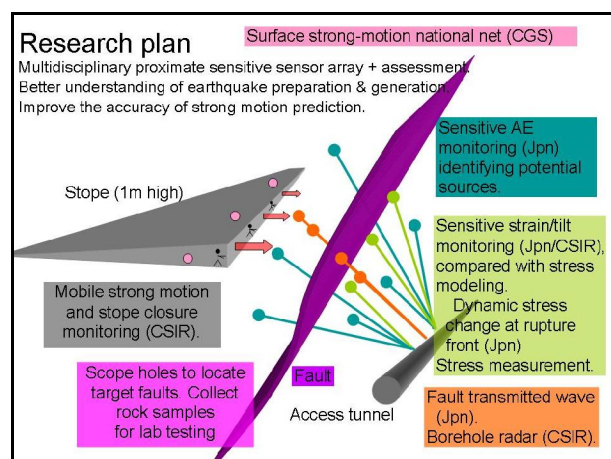 Research plan
Surface strong-motion national net (CGS)
Multidisciplinary proximate sensitive sensor array + assessment.
Better understanding of earthquake preparation & generation.
Improve the accuracy of strong motion prediction.
Sensitive AE
monitoring (Jpn)
identifying potential
sources.
Stope (1m high)
Sensitive strain/tilt
monitoring (Jpn/CSIR),
compared with stress
modeling.
Dynamic stress
change at rupture
front (Jpn)
Stress measurement.
Mobile strong motion
and stope closure
monitoring (CSIR).
Scope holes to locate
target faults. Collect
rock samples
for lab testing
Fault
Access tunnel
Fault transmitted wave
(Jpn).
Borehole radar (CSIR).